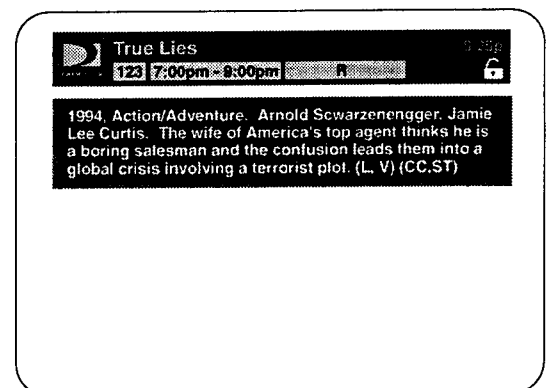 True Lies
123 7:00pm - 9:00pm R
1994, Action/Adventure. Arnold Scwarzenengger, Jamie
Lee Curtis. The wife of America's top agent thinks he is
a boring salesman and the confusion leads them into a
global crisis involving a terrorist plot. (L, V) (CC,ST)